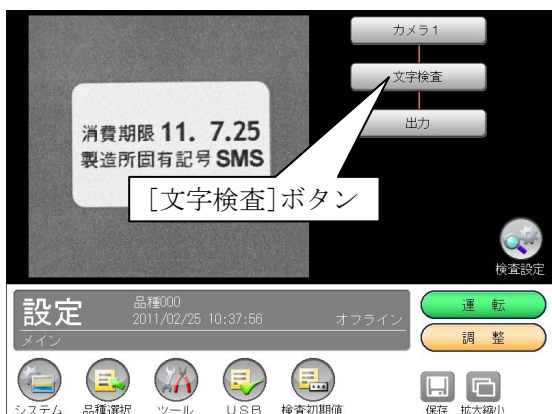 カメラ1
文字検査
出力
消費期限 11. 7.25
製造所固有記号 SMS
[文字検査]ボタン
検査設定
設定
品種000
2011/02/25 10:37:56
オフライン
メイン
運 転
調 整
システム
品種選択
ツール
USB
検査初期値
保存
拡大縮小